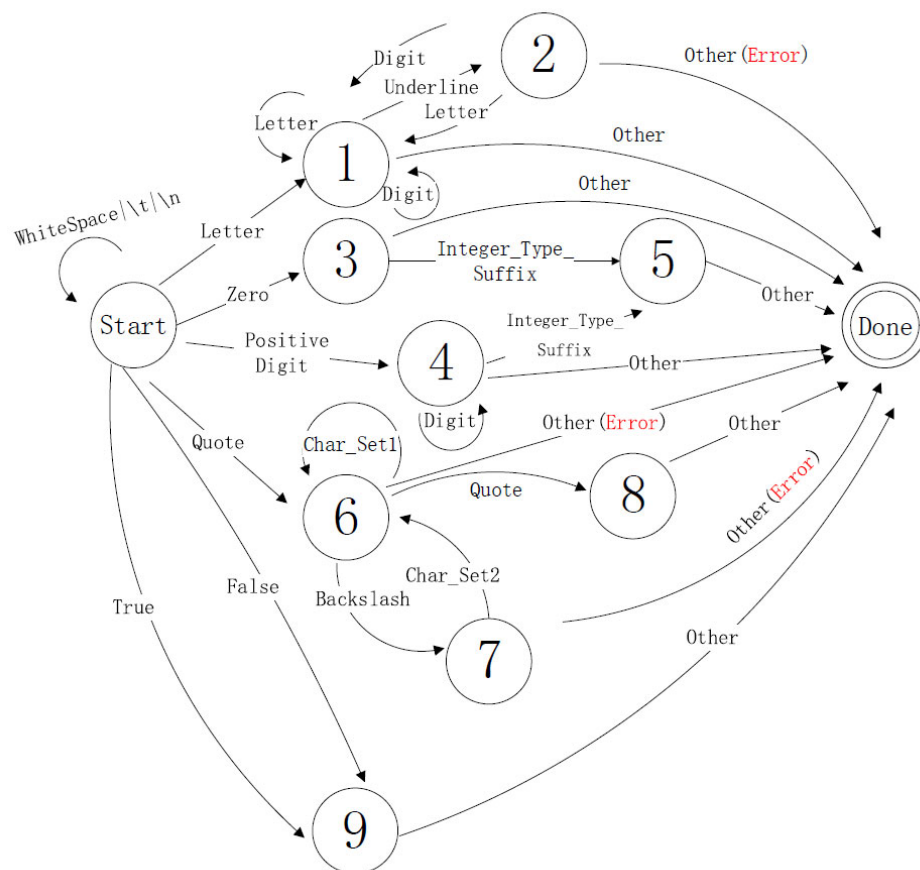 Digit
2
Other(Error)
Underline
Letter
Letter
Other
1
Digit
Other
WhiteSpace|\t|\n
Letter
3
Integer_Type_
Suffix
5
Zero
Other
Start
Done
Positive
Digit
Integer_Type_
Suffix
4
Other
Digit
Char_Set1
Other(Error)
Other
Quote
Quote
8
6
Other(Error)
Char_Set2
False
Backslash
True
7
Other
9